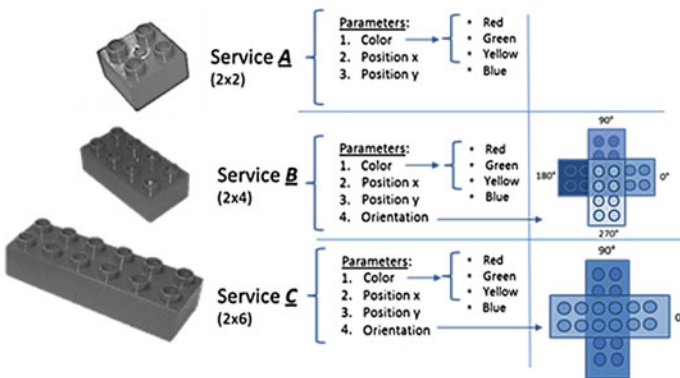 Service A
(2x2)
Parameters:
1. Color
2. Position x
3. Position y
• Red
• Green
• Yellow
• Blue
Service B
(2x4)
Parameters:
1. Color
2. Position x
3. Position y
4. Orientation
• Red
• Green
• Yellow
• Blue
90°
180°
0°
270°
Service C
(2x6)
Parameters:
1. Color
2. Position x
3. Position y
4. Orientation
• Red
• Green
• Yellow
• Blue
90°